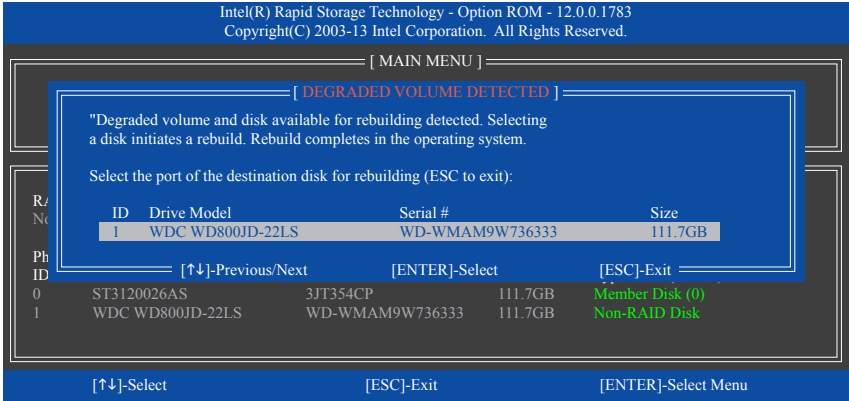 Intel(R) Rapid Storage Technology - Option ROM - 12.0.0.1783
Copyright(C) 2003-13 Intel Corporation. All Rights Reserved.
[ MAIN MENU ]
[ DEGRADED VOLUME DETECTED ]
"Degraded volume and disk available for rebuilding detected. Selecting
a disk initiates a rebuild. Rebuild completes in the operating system.
Select the port of the destination disk for rebuilding (ESC to exit):
ID Drive Model Serial # Size
1 WDC WD800JD-22LS WD-WMAM9W736333 111.7GB
[↑↓]-Previous/Next [ENTER]-Select [ESC]-Exit
ID
0 ST3120026AS 3JT354CP 111.7GB Member Disk (0)
1 WDC WD800JD-22LS WD-WMAM9W736333 111.7GB Non-RAID Disk
[↑↓]-Select [ESC]-Exit [ENTER]-Select Menu